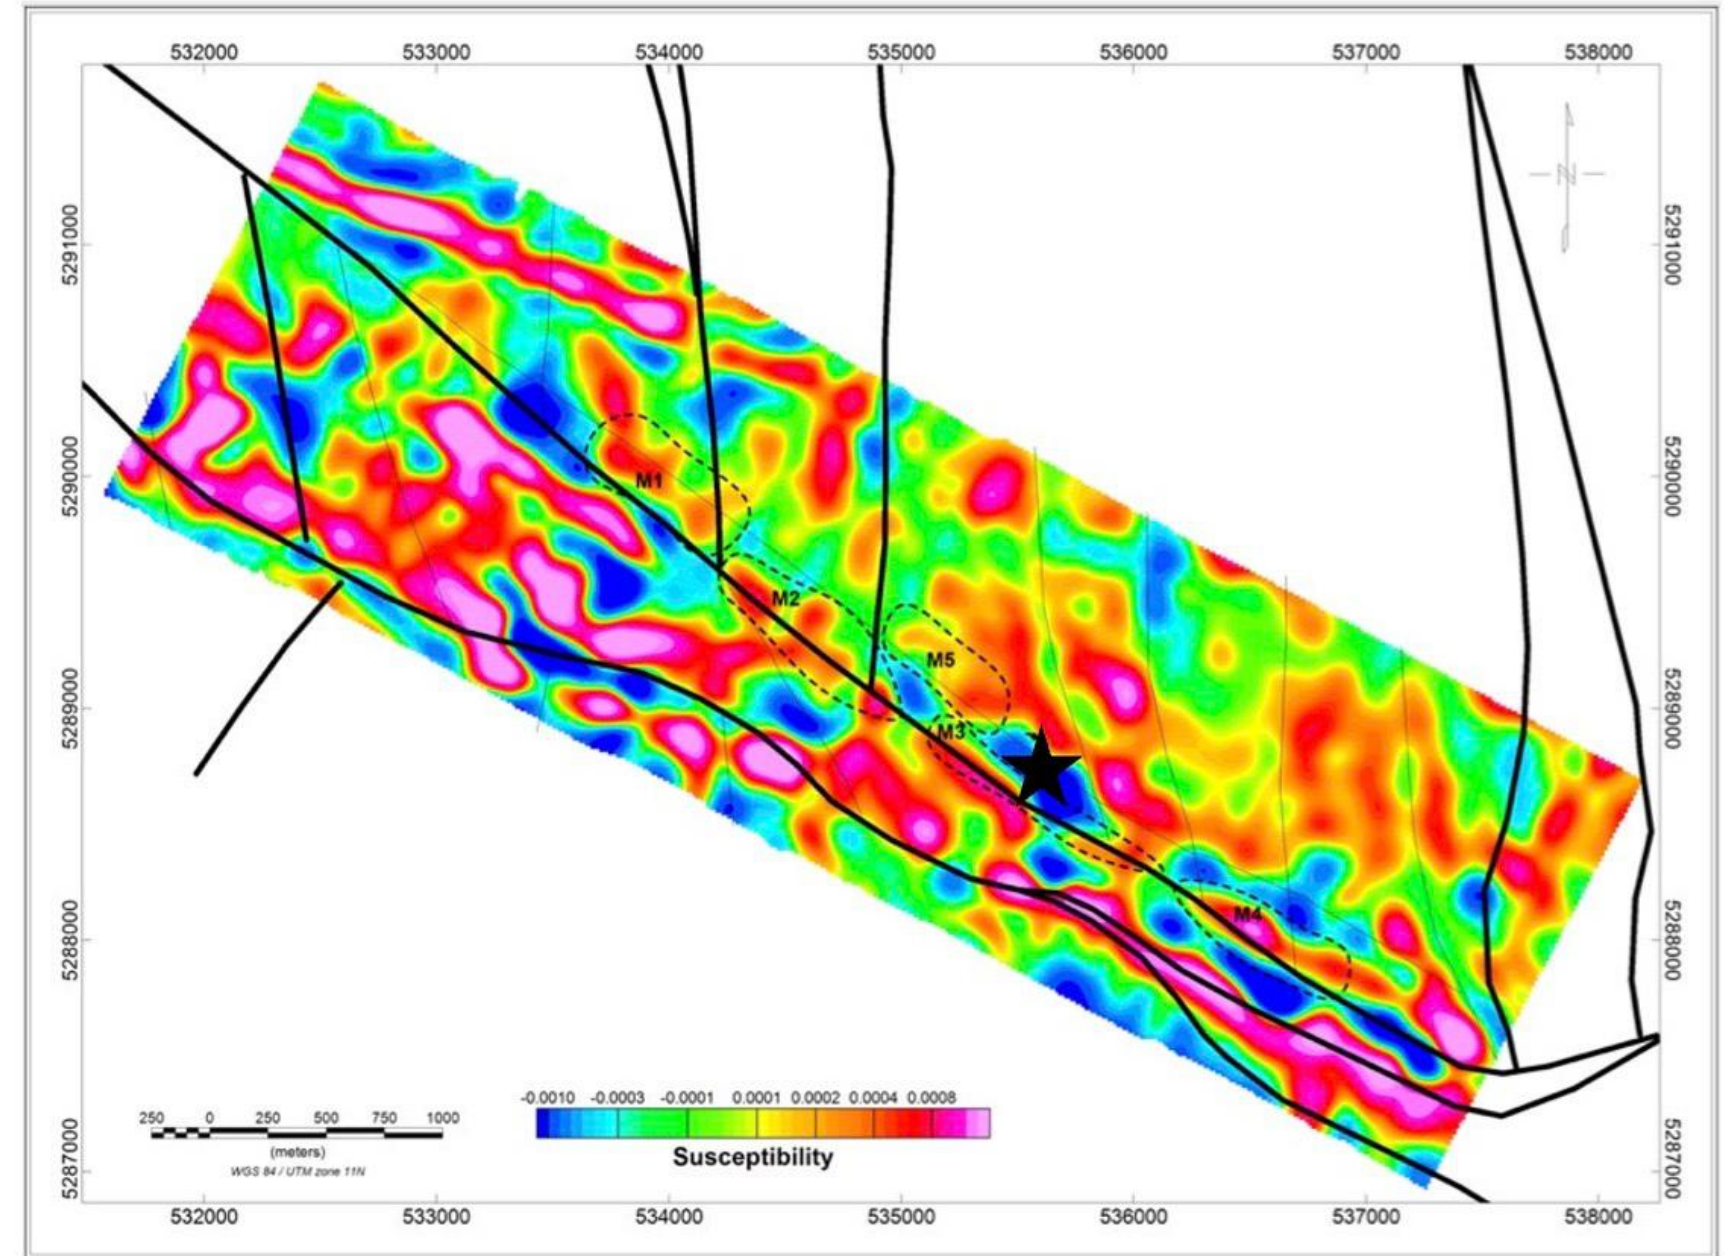 532000 533000 534000 535000 536000 537000 538000
5291000 5291000
5290000 5290000
M1
M2
5289000 5289000
M5
M3
M4
5288000 5288000
-0.0010 -0.0003 -0.0001 0.0001 0.0002 0.0004 0.0008
Susceptibility
250 0 250 500 750 1000
(meters)
WGS 84 / UTM zone 11N
5287000 5287000
532000 533000 534000 535000 536000 537000 538000